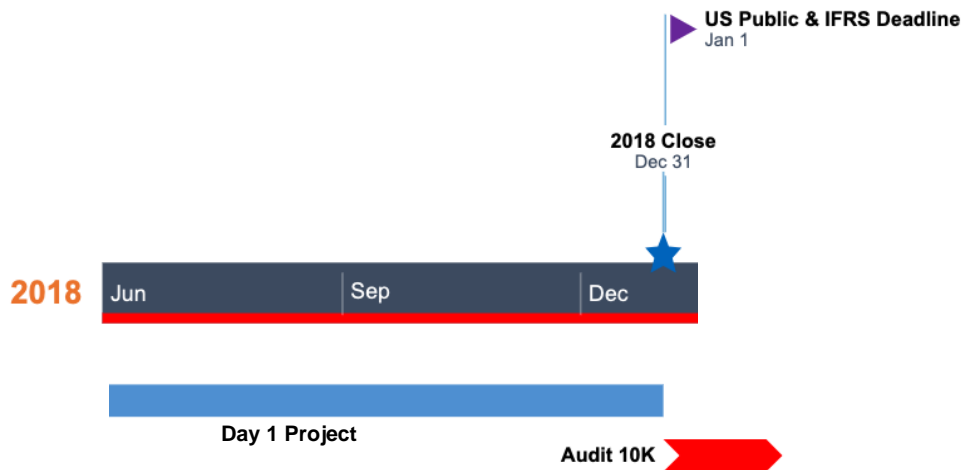 US Public & IFRS Deadline
Jan 1
2018 Close
Dec 31
2018
Jun
Sep
Dec
Day 1 Project
Audit 10K